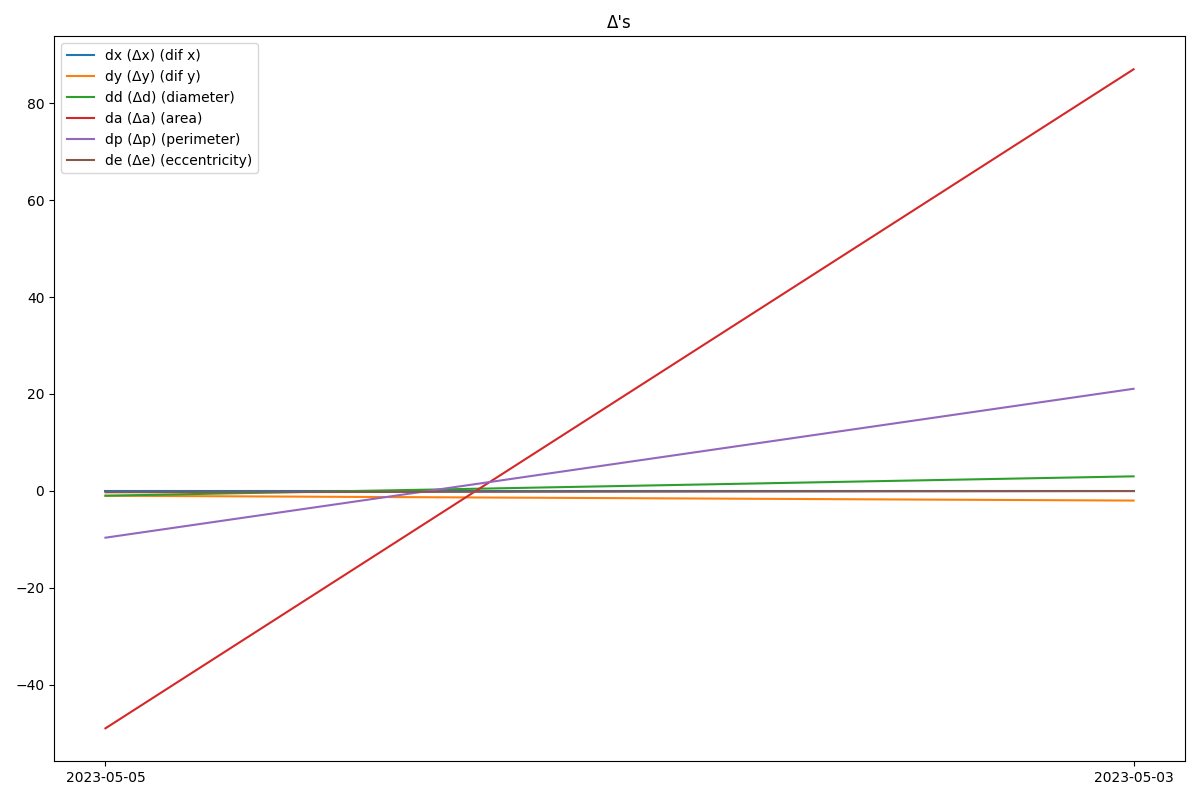 Δ's
dx (Δx) (dif x)
dy (Δy) (dif y)
dd (Δd) (diameter)
da (Δa) (area)
dp (Δp) (perimeter)
de (Δe) (eccentricity)
80
60
40
20
0
−20
−40
2023-05-05 2023-05-03